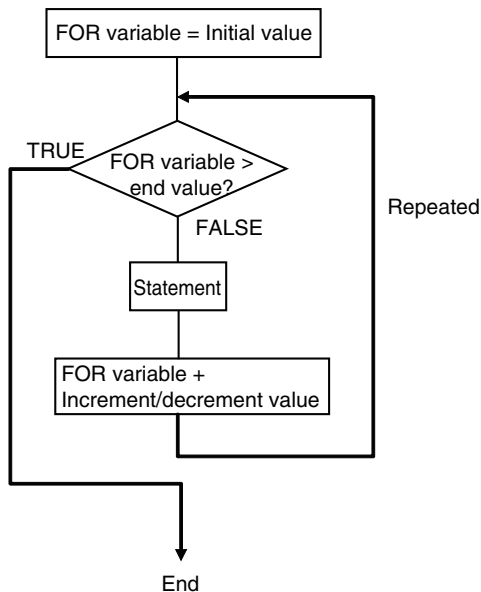 FOR variable = Initial value
TRUE
FOR variable >
end value?
Repeated
FALSE
Statement
FOR variable +
Increment/decrement value
End